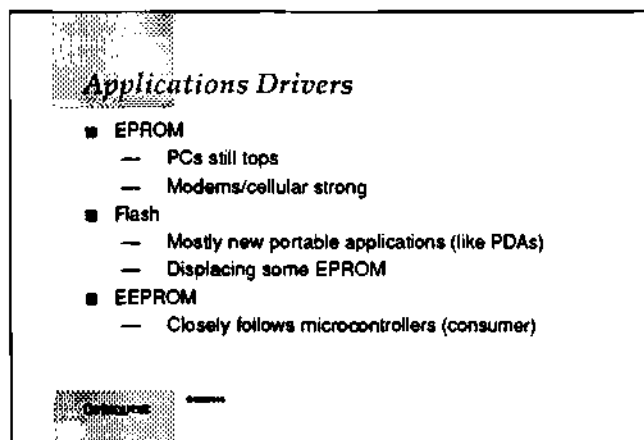 Applications Drivers
■ EPROM
— PCs still tops
— Modems/cellular strong
■ Flash
— Mostly new portable applications (like PDAs)
— Displacing some EPROM
■ EEPROM
— Closely follows microcontrollers (consumer)
Dataquest